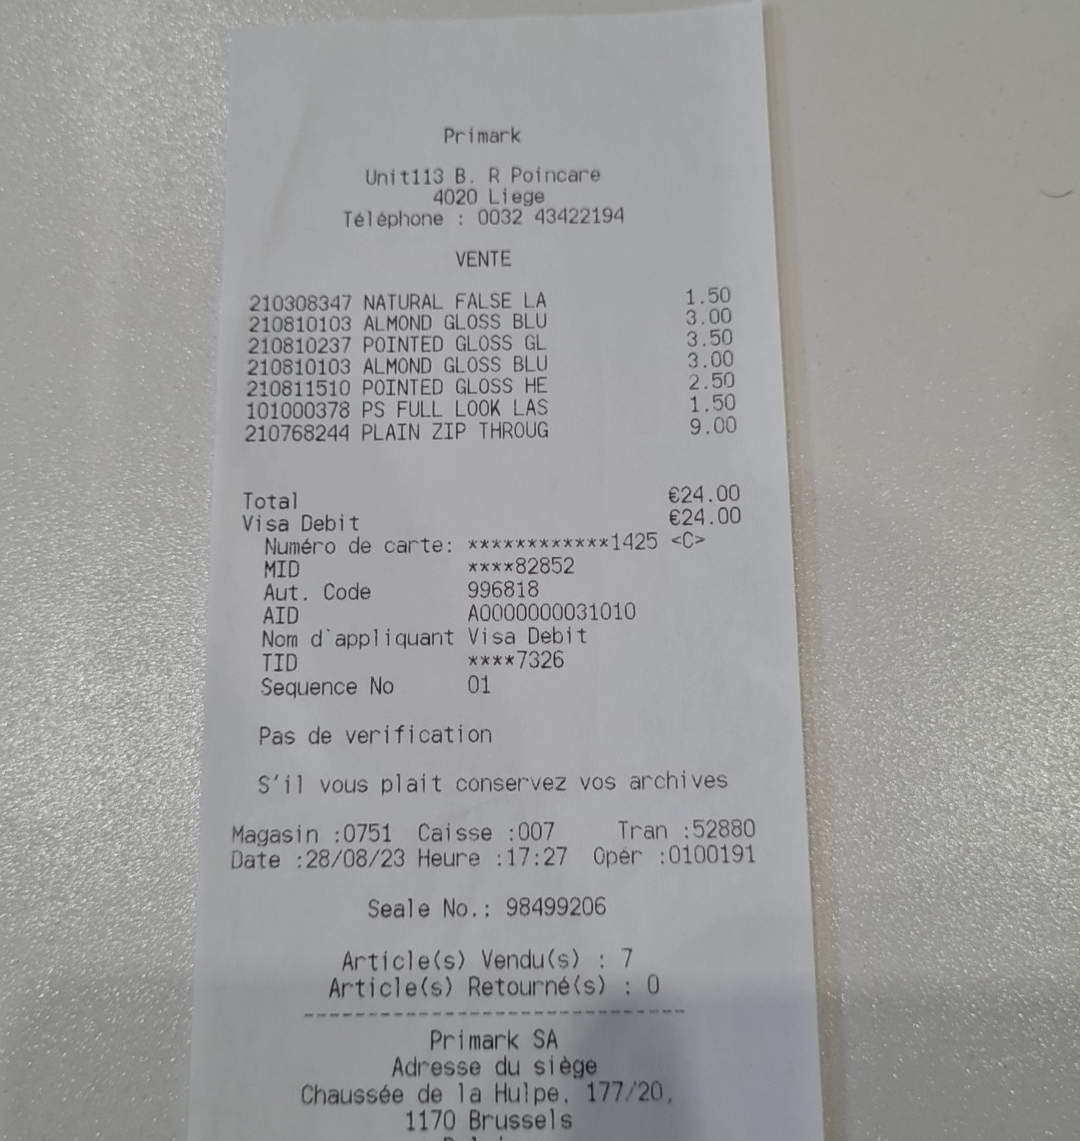 Primark
Unit113 B. R Poincare
4020 Liege
Téléphone : 0032 43422194
VENTE
210308347 NATURAL FALSE LA 1.50
210810103 ALMOND GLOSS BLU 3.00
210810237 POINTED GLOSS GL 3.50
210810103 ALMOND GLOSS BLU 3.00
210811510 POINTED GLOSS HE 2.50
101000378 PS FULL LOOK LAS 1.50
210768244 PLAIN ZIP THROUG 9.00
Total €24.00
Visa Debit €24.00
Numéro de carte: ************1425 <C>
MID ****82852
Aut. Code 996818
AID A0000000031010
Nom d`appliquant Visa Debit
TID ****7326
Sequence No 01
Pas de verification
S'il vous plait conservez vos archives
Magasin :0751 Caisse :007 Tran :52880
Date :28/08/23 Heure :17:27 Opér :0100191
Seale No.: 98499206
Article(s) Vendu(s) : 7
Article(s) Retourné(s) : 0
------------------------------
Primark SA
Adresse du siège
Chaussée de la Hulpe, 177/20,
1170 Brussels